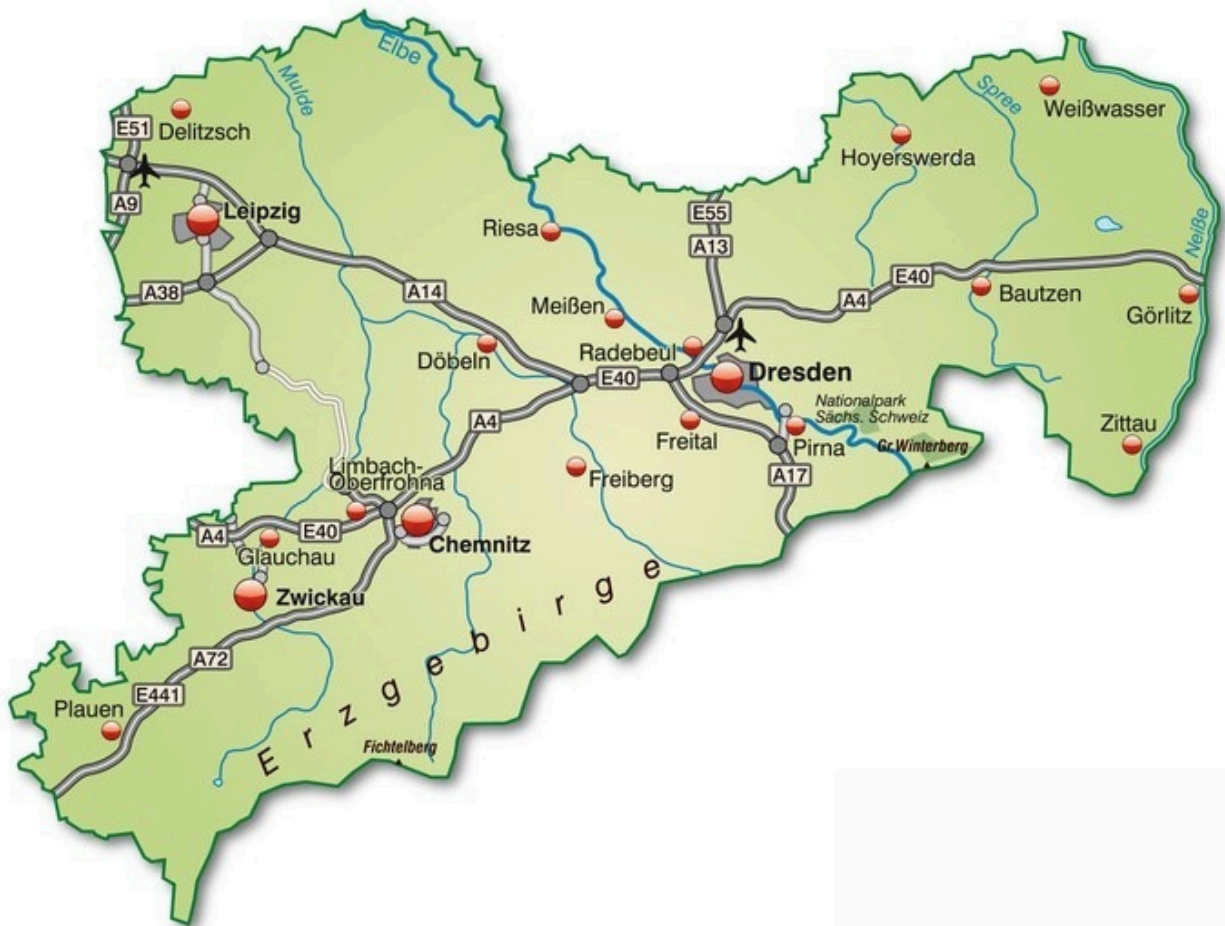 Elbe
Mulde
Spree
Weißwasser
E51
Delitzsch
Hoyerswerda
A9
Leipzig
E55
Riesa
A13
Neiße
E40
A38
A14
A4
Bautzen
Meißen
Görlitz
Döbeln
Radebeul
E40
Dresden
Nationalpark
Sächs. Schweiz
A4
Freital
Pirna
Gr.Winterberg
Zittau
Limbach-
Oberfrohna
Freiberg
A17
A4
E40
Glauchau
Chemnitz
Zwickau
Erzgebirge
A72
E441
Plauen
Fichtelberg